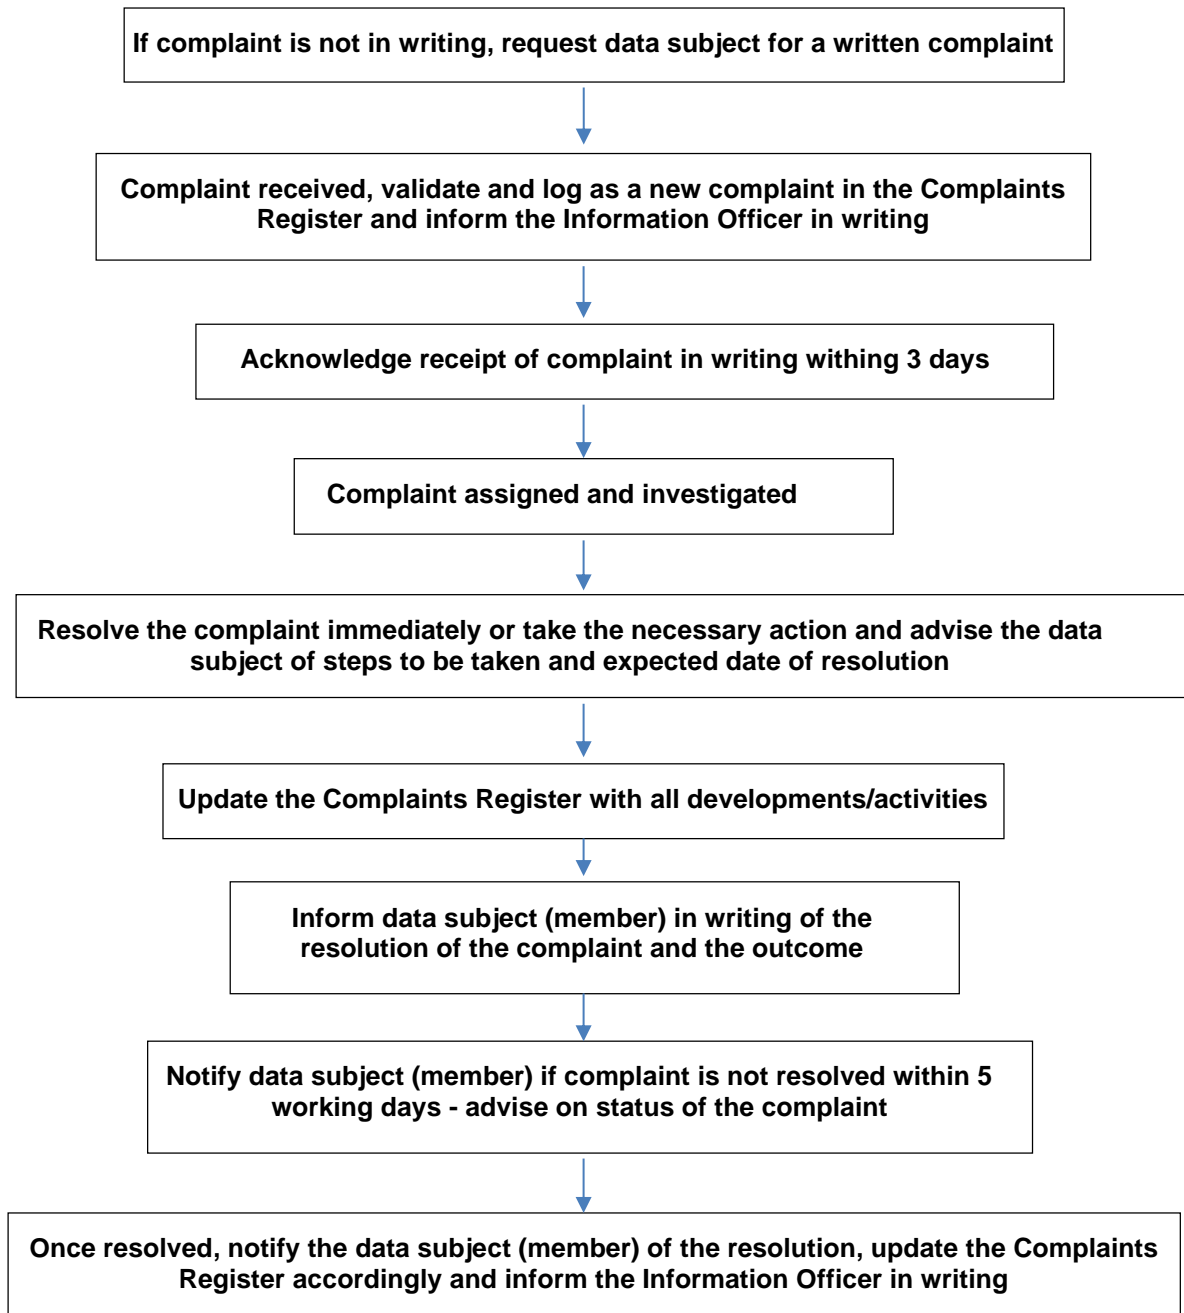 If complaint is not in writing, request data subject for a written complaint
Complaint received, validate and log as a new complaint in the Complaints
Register and inform the Information Officer in writing
Acknowledge receipt of complaint in writing withing 3 days
Complaint assigned and investigated
Resolve the complaint immediately or take the necessary action and advise the data
subject of steps to be taken and expected date of resolution
Update the Complaints Register with all developments/activities
Inform data subject (member) in writing of the
resolution of the complaint and the outcome
Notify data subject (member) if complaint is not resolved within 5
working days - advise on status of the complaint
Once resolved, notify the data subject (member) of the resolution, update the Complaints
Register accordingly and inform the Information Officer in writing